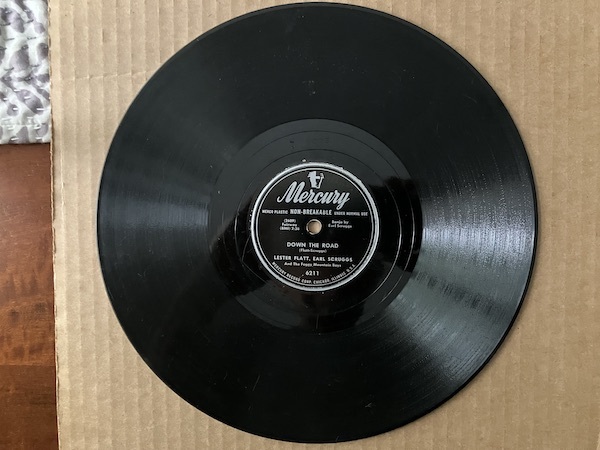 Mercury
MERCO PLASTIC NON-BREAKABLE UNDER NORMAL USE
Banjo by
Earl Scruggs
DOWN THE ROAD
(Flatt-Scruggs)
LESTER FLATT, EARL SCRUGGS
And The Foggy Mountain Boys
6211
MERCURY RECORD CORP. CHICAGO, ILLINOIS, U.S.A.